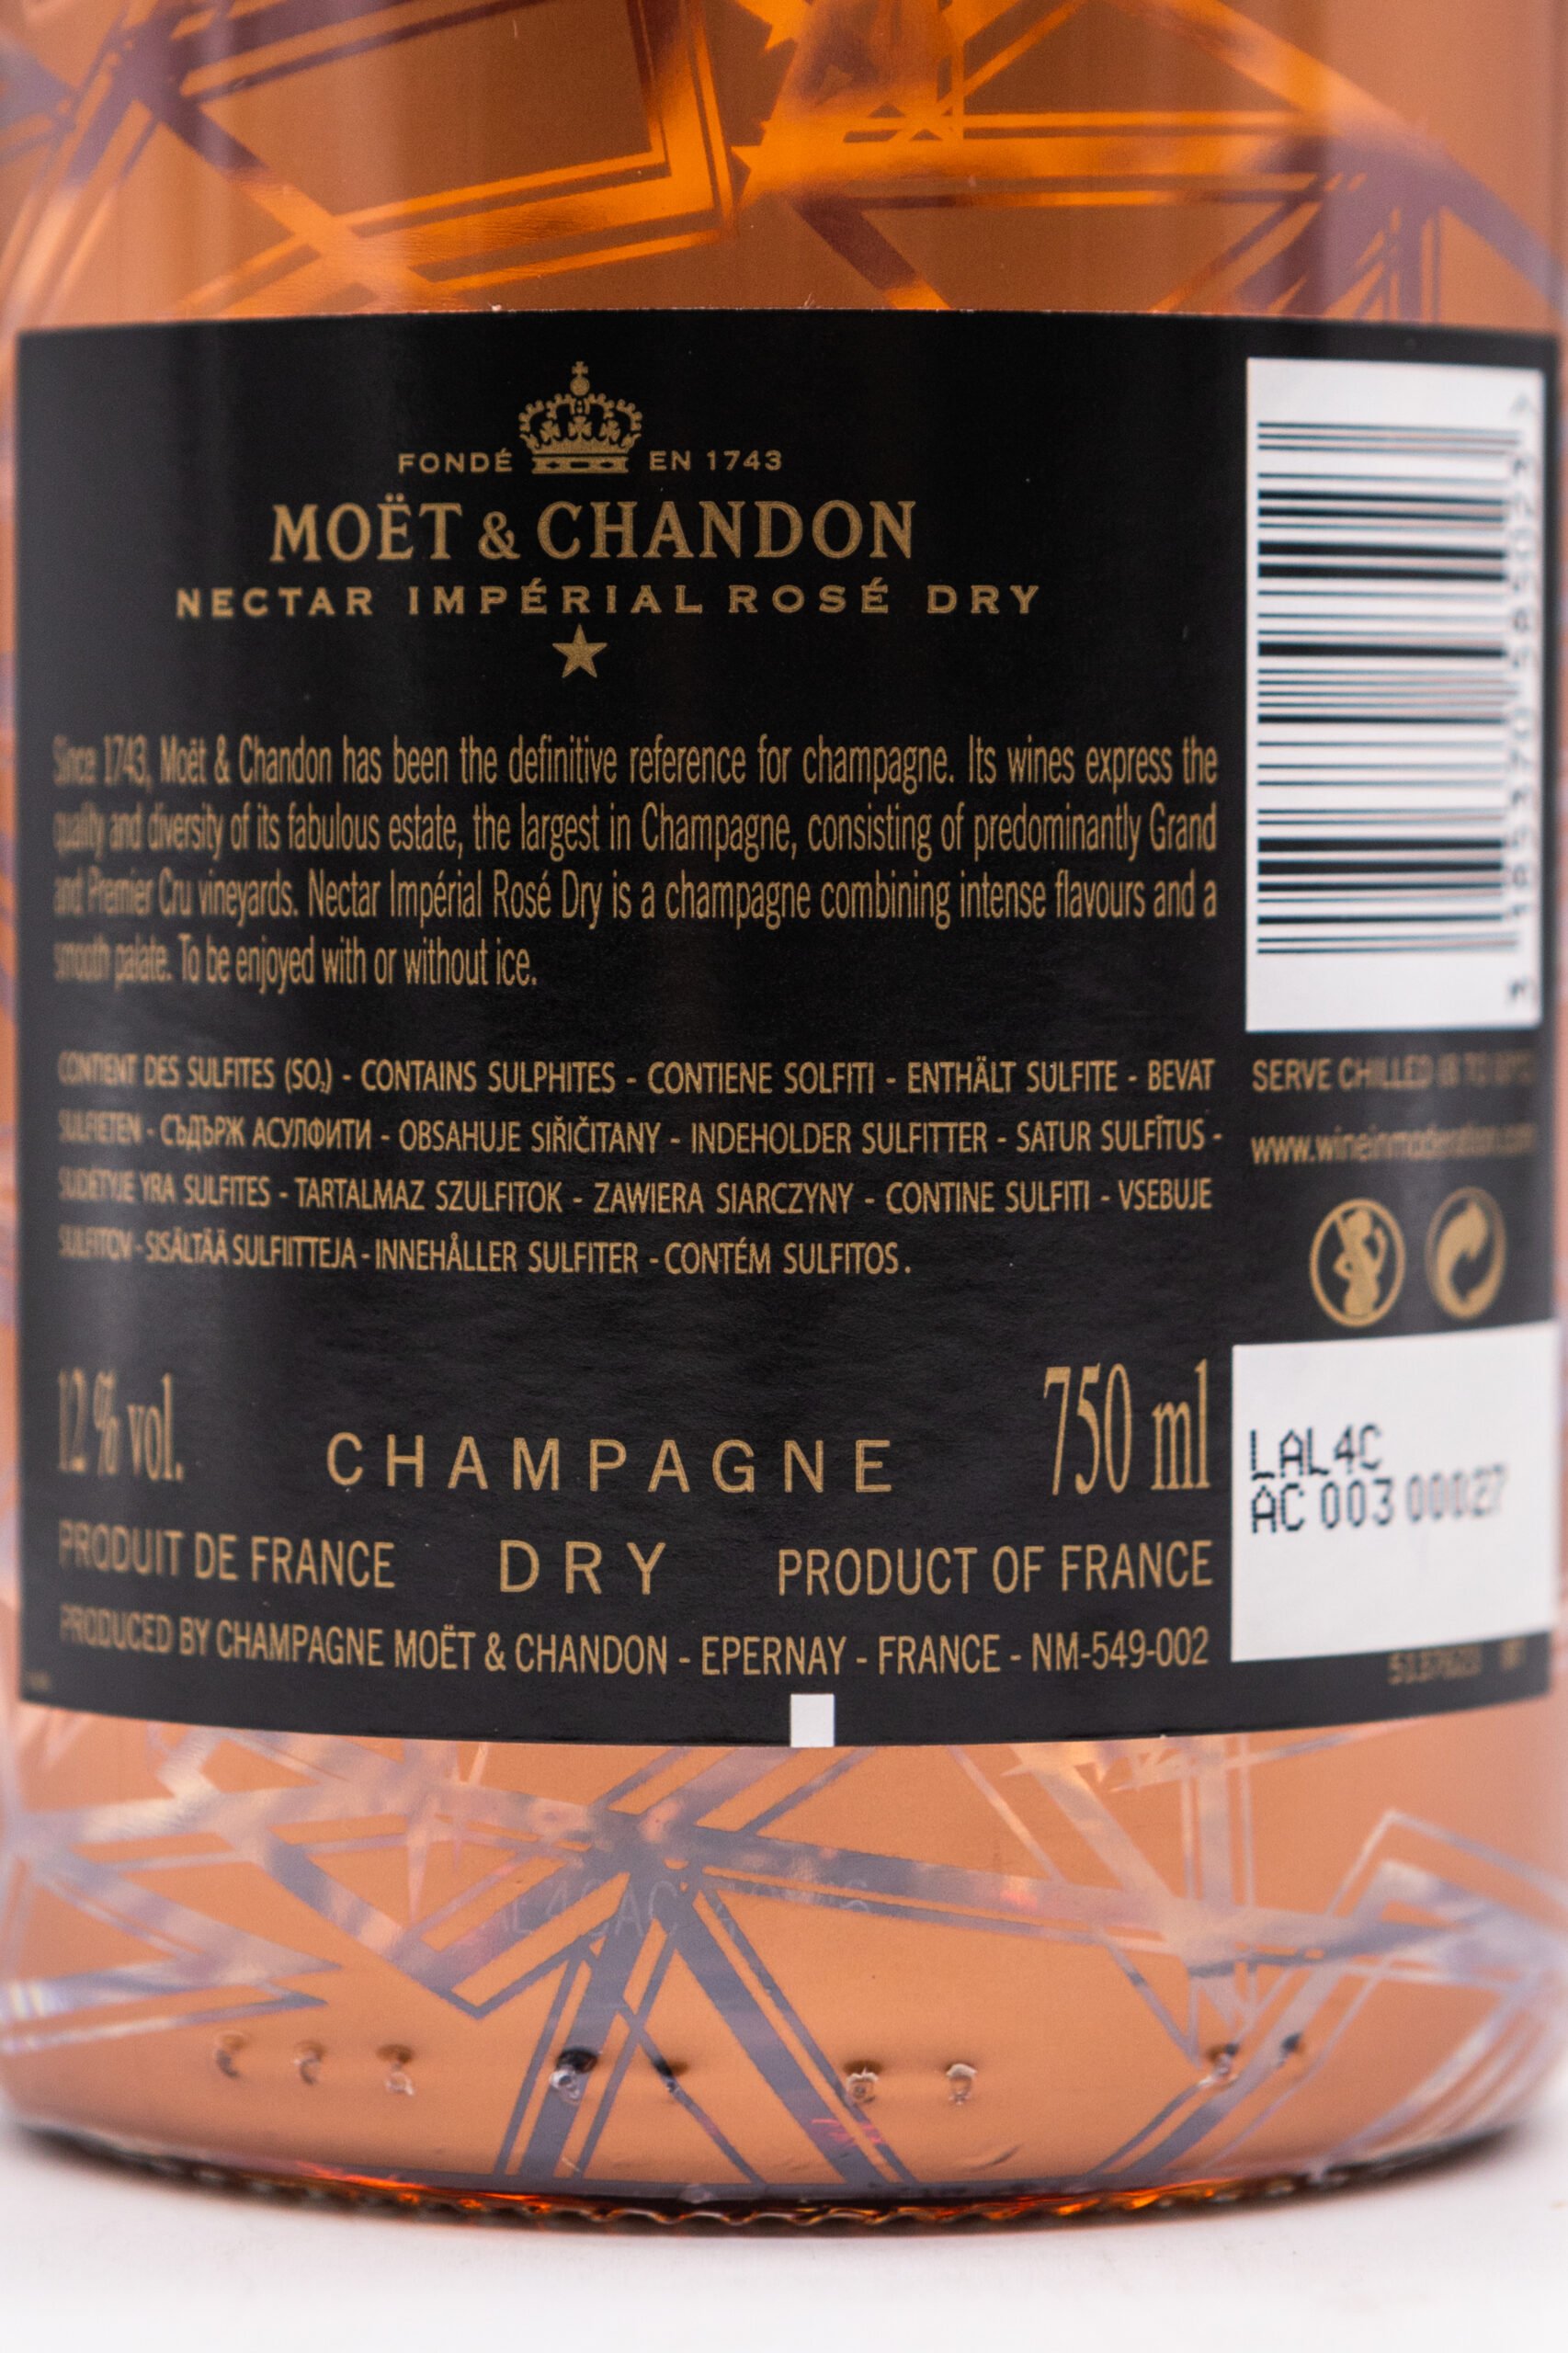 FONDÉ EN 1743
MOËT & CHANDON
NECTAR IMPÉRIAL ROSÉ DRY
Since 1743, Moët & Chandon has been the definitive reference for champagne. Its wines express the
quality and diversity of its fabulous estate, the largest in Champagne, consisting of predominantly Grand
and Premier Cru vineyards. Nectar Impérial Rosé Dry is a champagne combining intense flavours and a
smooth palate. To be enjoyed with or without ice.
CONTIENT DES SULFITES (SO₂) - CONTAINS SULPHITES - CONTIENE SOLFITI - ENTHÄLT SULFITE - BEVAT
SULFIETEN - СЪДЪРЖ АСУЛФИТИ - OBSAHUJE SIŘIČITANY - INDEHOLDER SULFITTER - SATUR SULFĪTUS -
SUDĖTYJE YRA SULFITES - TARTALMAZ SZULFITOK - ZAWIERA SIARCZYNY - CONTINE SULFITI - VSEBUJE
SULFITOV - SISÄLTÄÄ SULFIITTEJA - INNEHÅLLER SULFITER - CONTÉM SULFITOS.
12 % vol.
CHAMPAGNE
750 ml
PRODUIT DE FRANCE DRY PRODUCT OF FRANCE
PRODUCED BY CHAMPAGNE MOËT & CHANDON - EPERNAY - FRANCE - NM-549-002
SERVE CHILLED
www.wineinmoderation.com
LAL4C
AC 003 00027